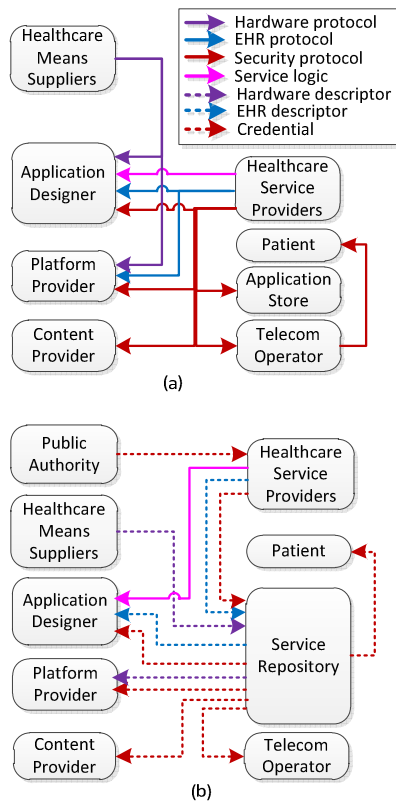 Healthcare
Means
Suppliers
Hardware protocol
EHR protocol
Security protocol
Service logic
Hardware descriptor
EHR descriptor
Credential
Application
Designer
Healthcare
Service
Providers
Patient
Platform
Provider
Application
Store
Content
Provider
Telecom
Operator
(a)
Public
Authority
Healthcare
Service
Providers
Healthcare
Means
Suppliers
Patient
Application
Designer
Service
Repository
Platform
Provider
Content
Provider
Telecom
Operator
(b)